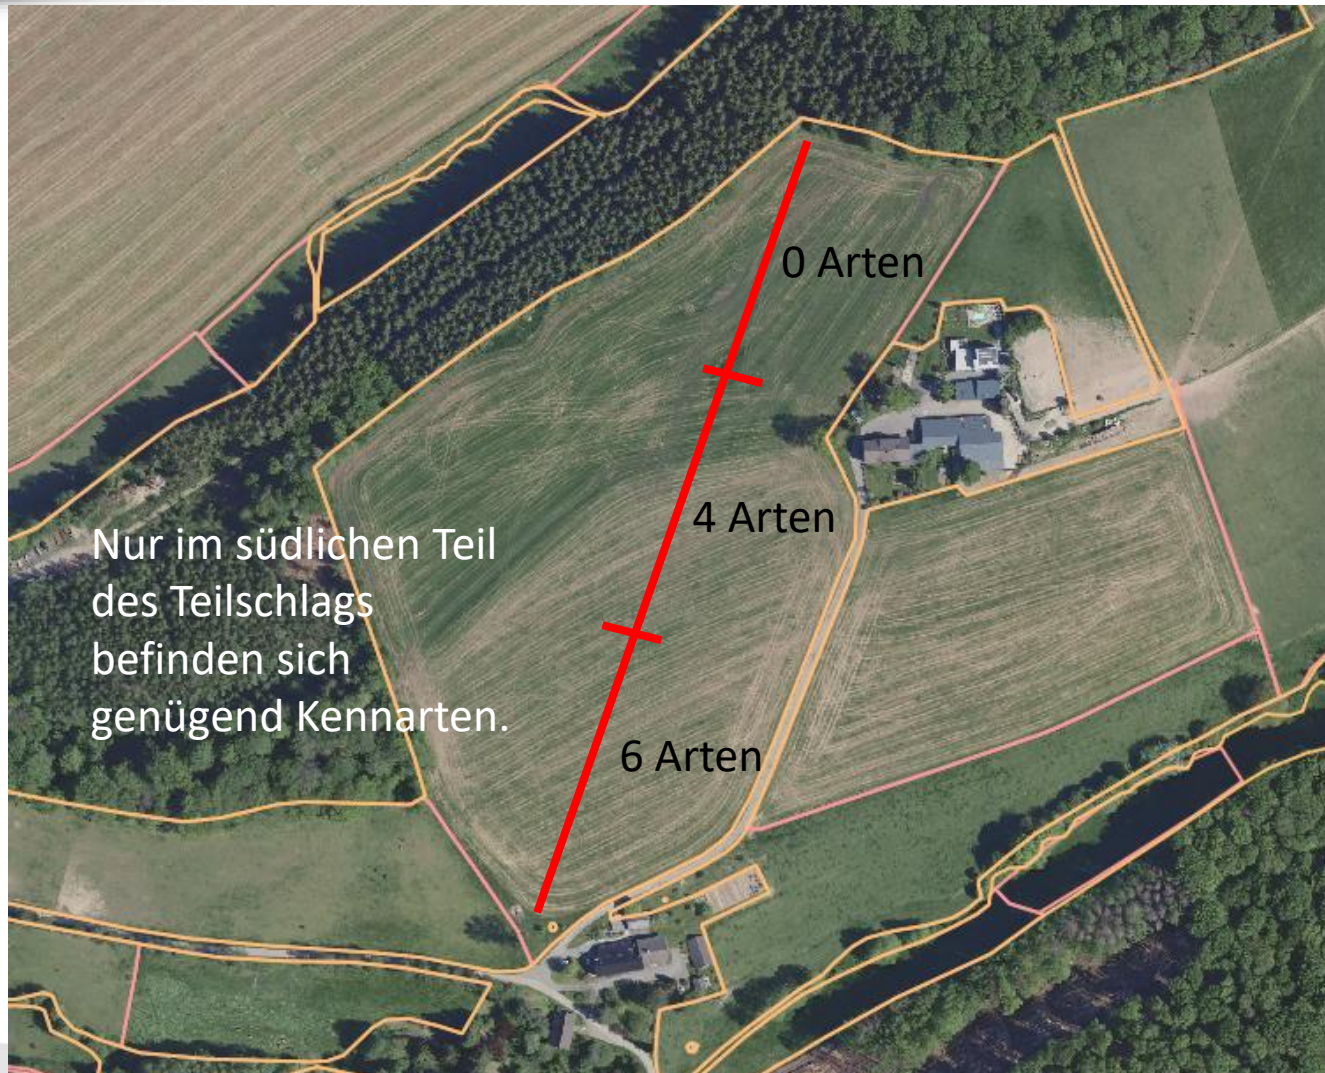 0 Arten
4 Arten
Nur im südlichen Teil
des Teilschlags
befinden sich
genügend Kennarten.
6 Arten